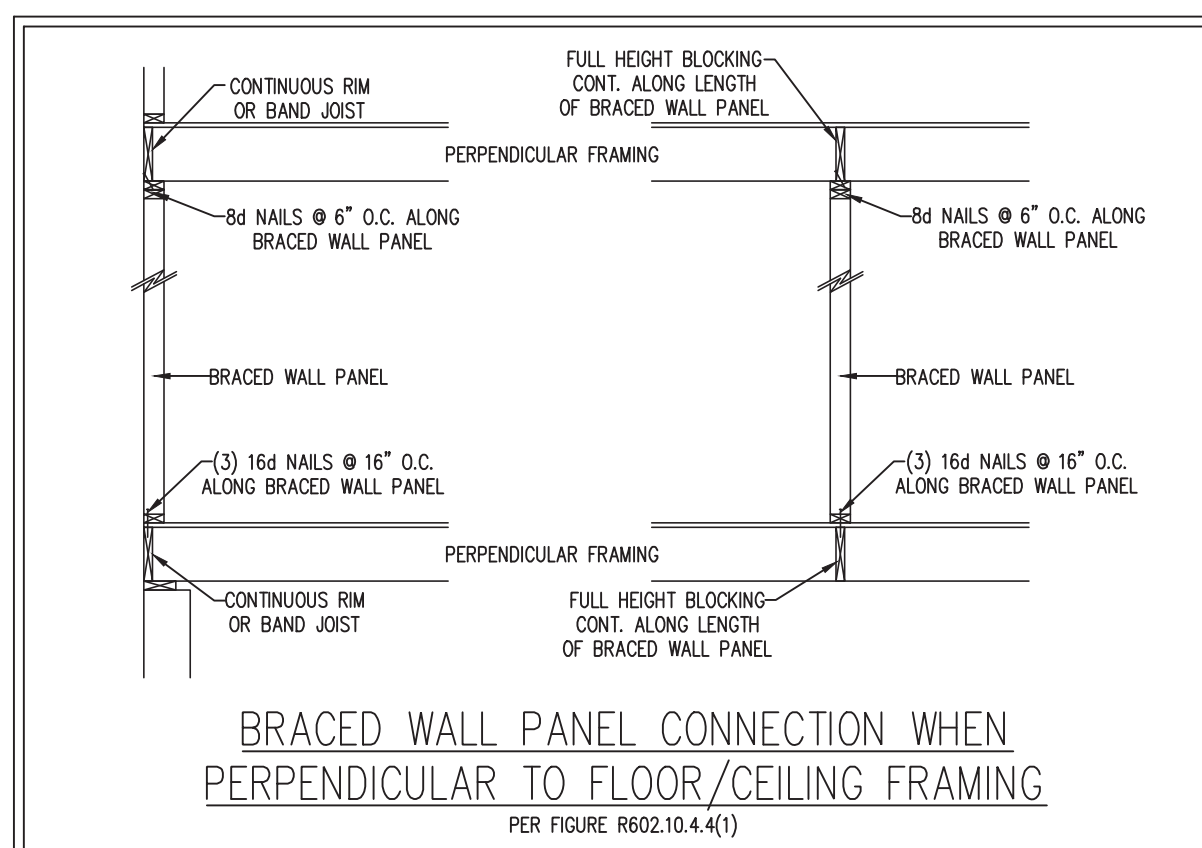 CONTINUOUS RIM
OR BAND JOIST
FULL HEIGHT BLOCKING
CONT. ALONG LENGTH
OF BRACED WALL PANEL
PERPENDICULAR FRAMING
8d NAILS @ 6" O.C. ALONG
BRACED WALL PANEL
8d NAILS @ 6" O.C. ALONG
BRACED WALL PANEL
BRACED WALL PANEL
BRACED WALL PANEL
(3) 16d NAILS @ 16" O.C.
ALONG BRACED WALL PANEL
(3) 16d NAILS @ 16" O.C.
ALONG BRACED WALL PANEL
PERPENDICULAR FRAMING
CONTINUOUS RIM
OR BAND JOIST
FULL HEIGHT BLOCKING
CONT. ALONG LENGTH
OF BRACED WALL PANEL
BRACED WALL PANEL CONNECTION WHEN
PERPENDICULAR TO FLOOR/CEILING FRAMING
PER FIGURE R602.10.4.4(1)